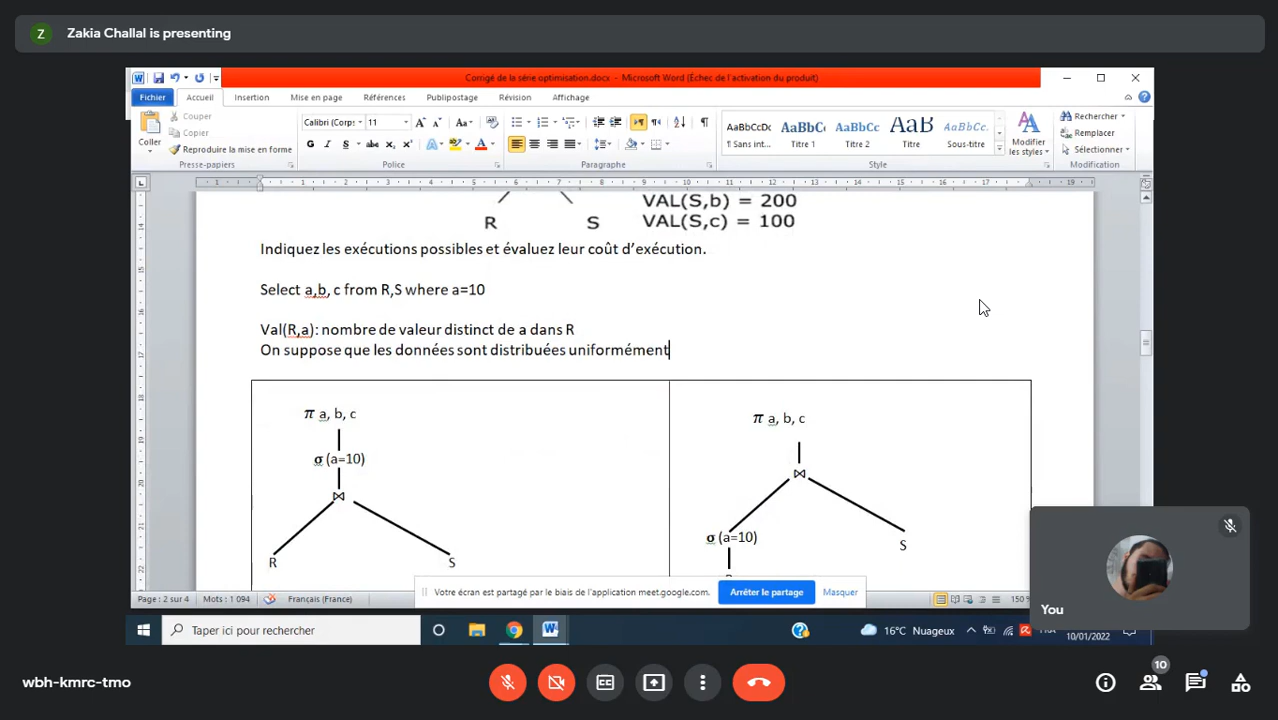 Z Zakia Challal is presenting
Corrigé de la série optimisation.docx - Microsoft Word (Échec de l'activation du produit)
Fichier Accueil Insertion Mise en page Références Publipostage Révision Affichage
Coller
Couper
Copier
Reproduire la mise en forme
Presse-papiers
Calibri (Corps 11
Police
Paragraphe
AaBbCcDc AaBbCc AaBbCc AaB AaBbCc.
¶ Sans int... Titre 1 Titre 2 Titre Sous-titre
Style
Modifier les styles
Rechercher
Remplacer
Sélectionner
Modification
VAL(S,b) = 200
R S VAL(S,c) = 100
Indiquez les exécutions possibles et évaluez leur coût d'exécution.
Select a,b, c from R,S where a=10
Val(R,a): nombre de valeur distinct de a dans R
On suppose que les données sont distribuées uniformément
π a, b, c
σ (a=10)
⋈
R S
π a, b, c
⋈
σ (a=10)
S
Votre écran est partagé par le biais de l'application meet.google.com. Arrêter le partage Masquer
Page : 2 sur 4 Mots : 1 094 Français (France) 150 %
Taper ici pour rechercher
16°C Nuageux
10/01/2022
You
wbh-kmrc-tmo
10